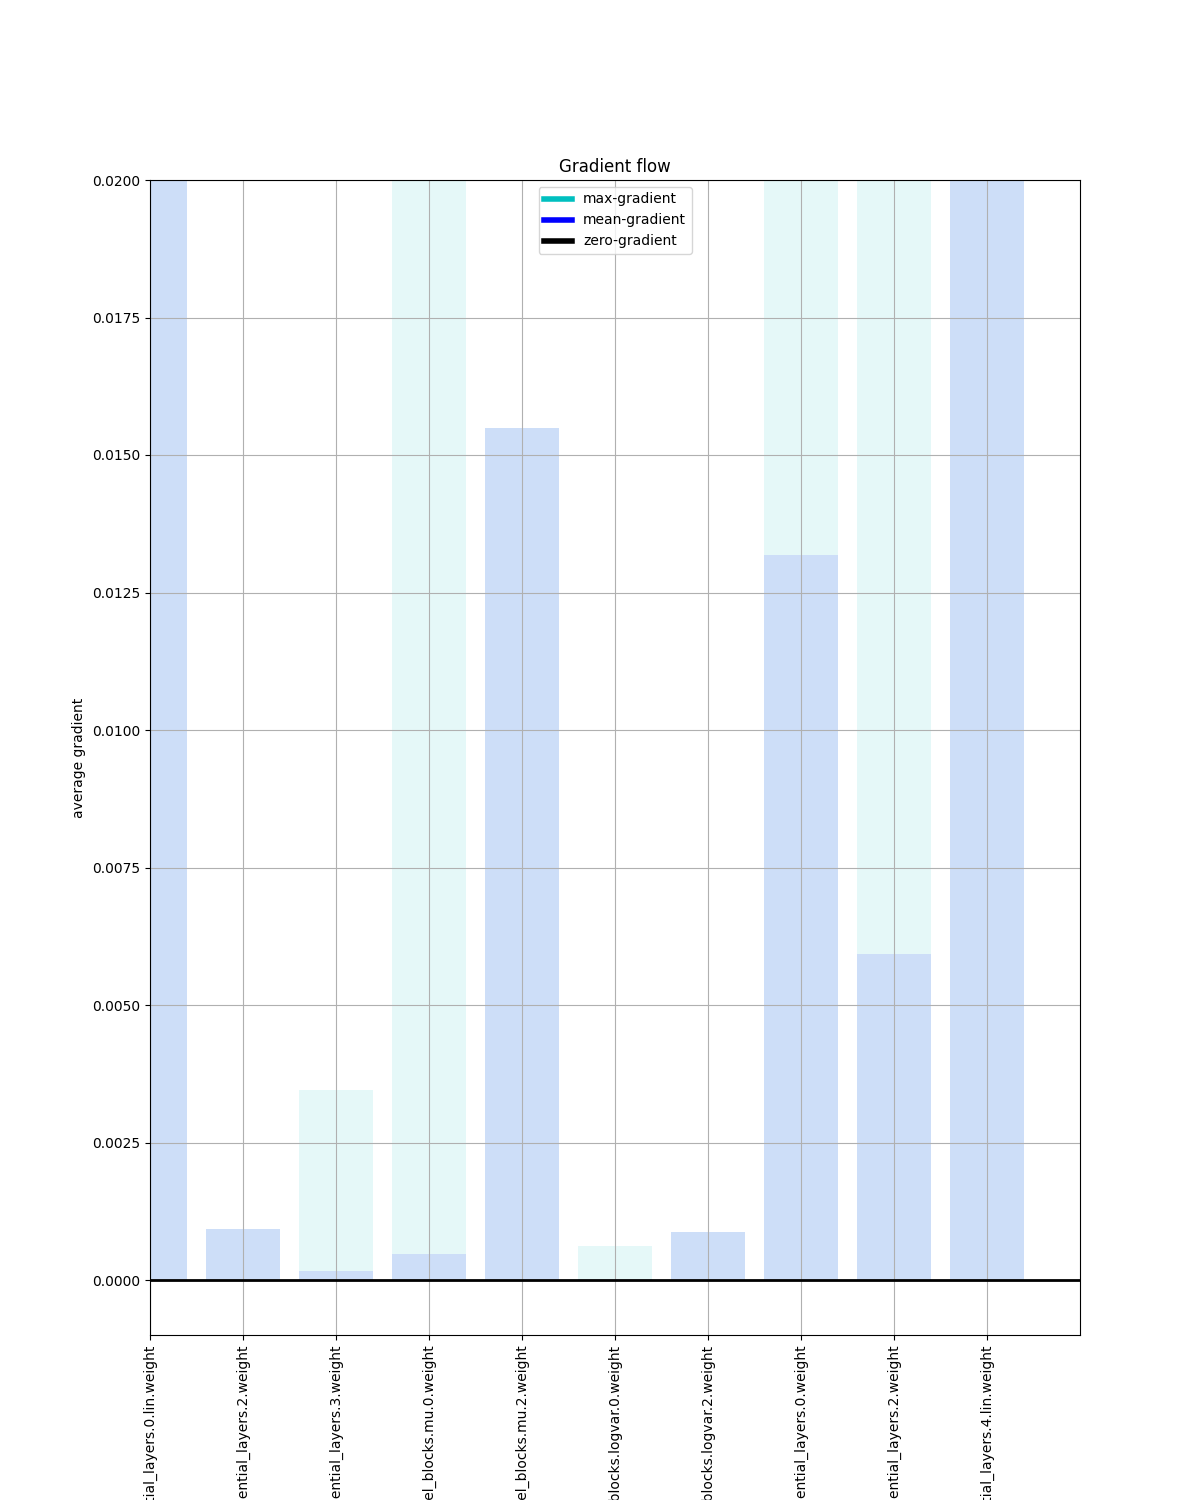 Gradient flow
max-gradient
mean-gradient
zero-gradient
0.0200
0.0175
0.0150
0.0125
0.0100
0.0075
0.0050
0.0025
0.0000
average gradient
tial_layers.0.lin.weight
ential_layers.2.weight
ential_layers.3.weight
el_blocks.mu.0.weight
el_blocks.mu.2.weight
blocks.logvar.0.weight
blocks.logvar.2.weight
ential_layers.0.weight
ential_layers.2.weight
tial_layers.4.lin.weight